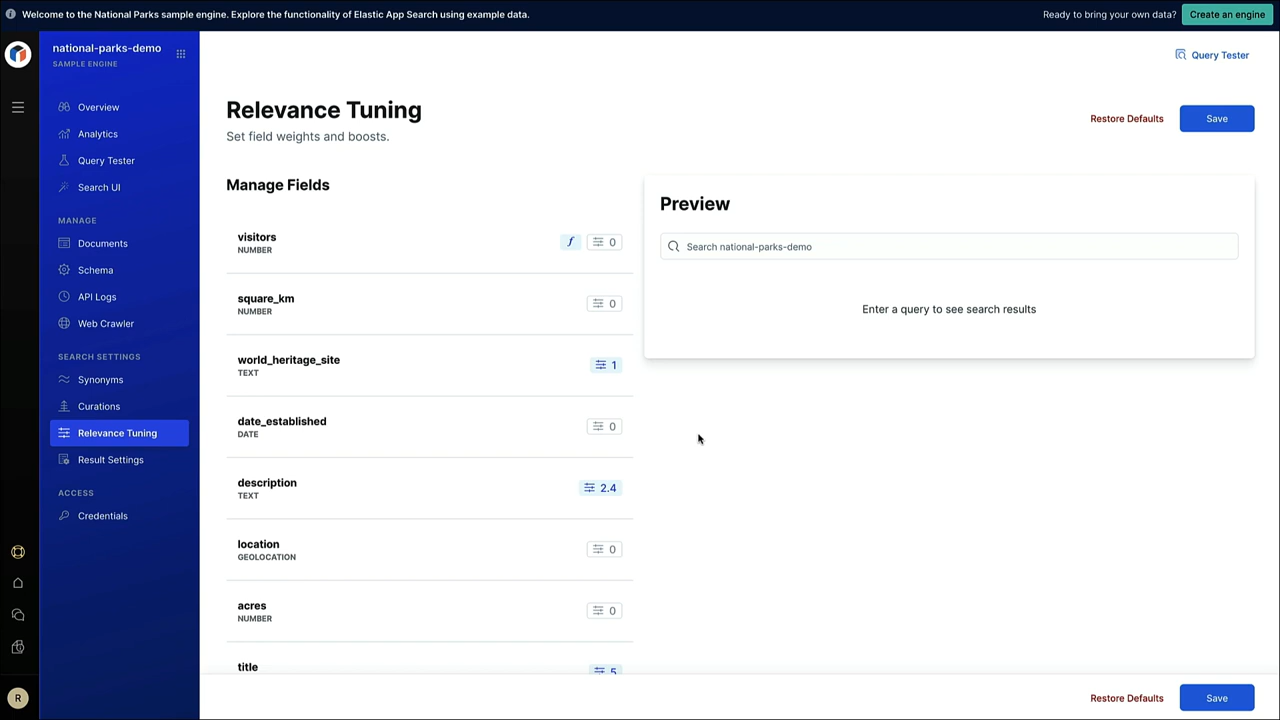 Welcome to the National Parks sample engine. Explore the functionality of Elastic App Search using example data.
Ready to bring your own data?
Create an engine
national-parks-demo
SAMPLE ENGINE
Overview
Analytics
Query Tester
Search UI
MANAGE
Documents
Schema
API Logs
Web Crawler
SEARCH SETTINGS
Synonyms
Curations
Relevance Tuning
Result Settings
ACCESS
Credentials
R
Query Tester
Relevance Tuning
Set field weights and boosts.
Restore Defaults
Save
Manage Fields
visitors
NUMBER
f
0
square_km
NUMBER
0
world_heritage_site
TEXT
1
date_established
DATE
0
description
TEXT
2.4
location
GEOLOCATION
0
acres
NUMBER
0
title
5
Preview
Search national-parks-demo
Enter a query to see search results
Restore Defaults
Save